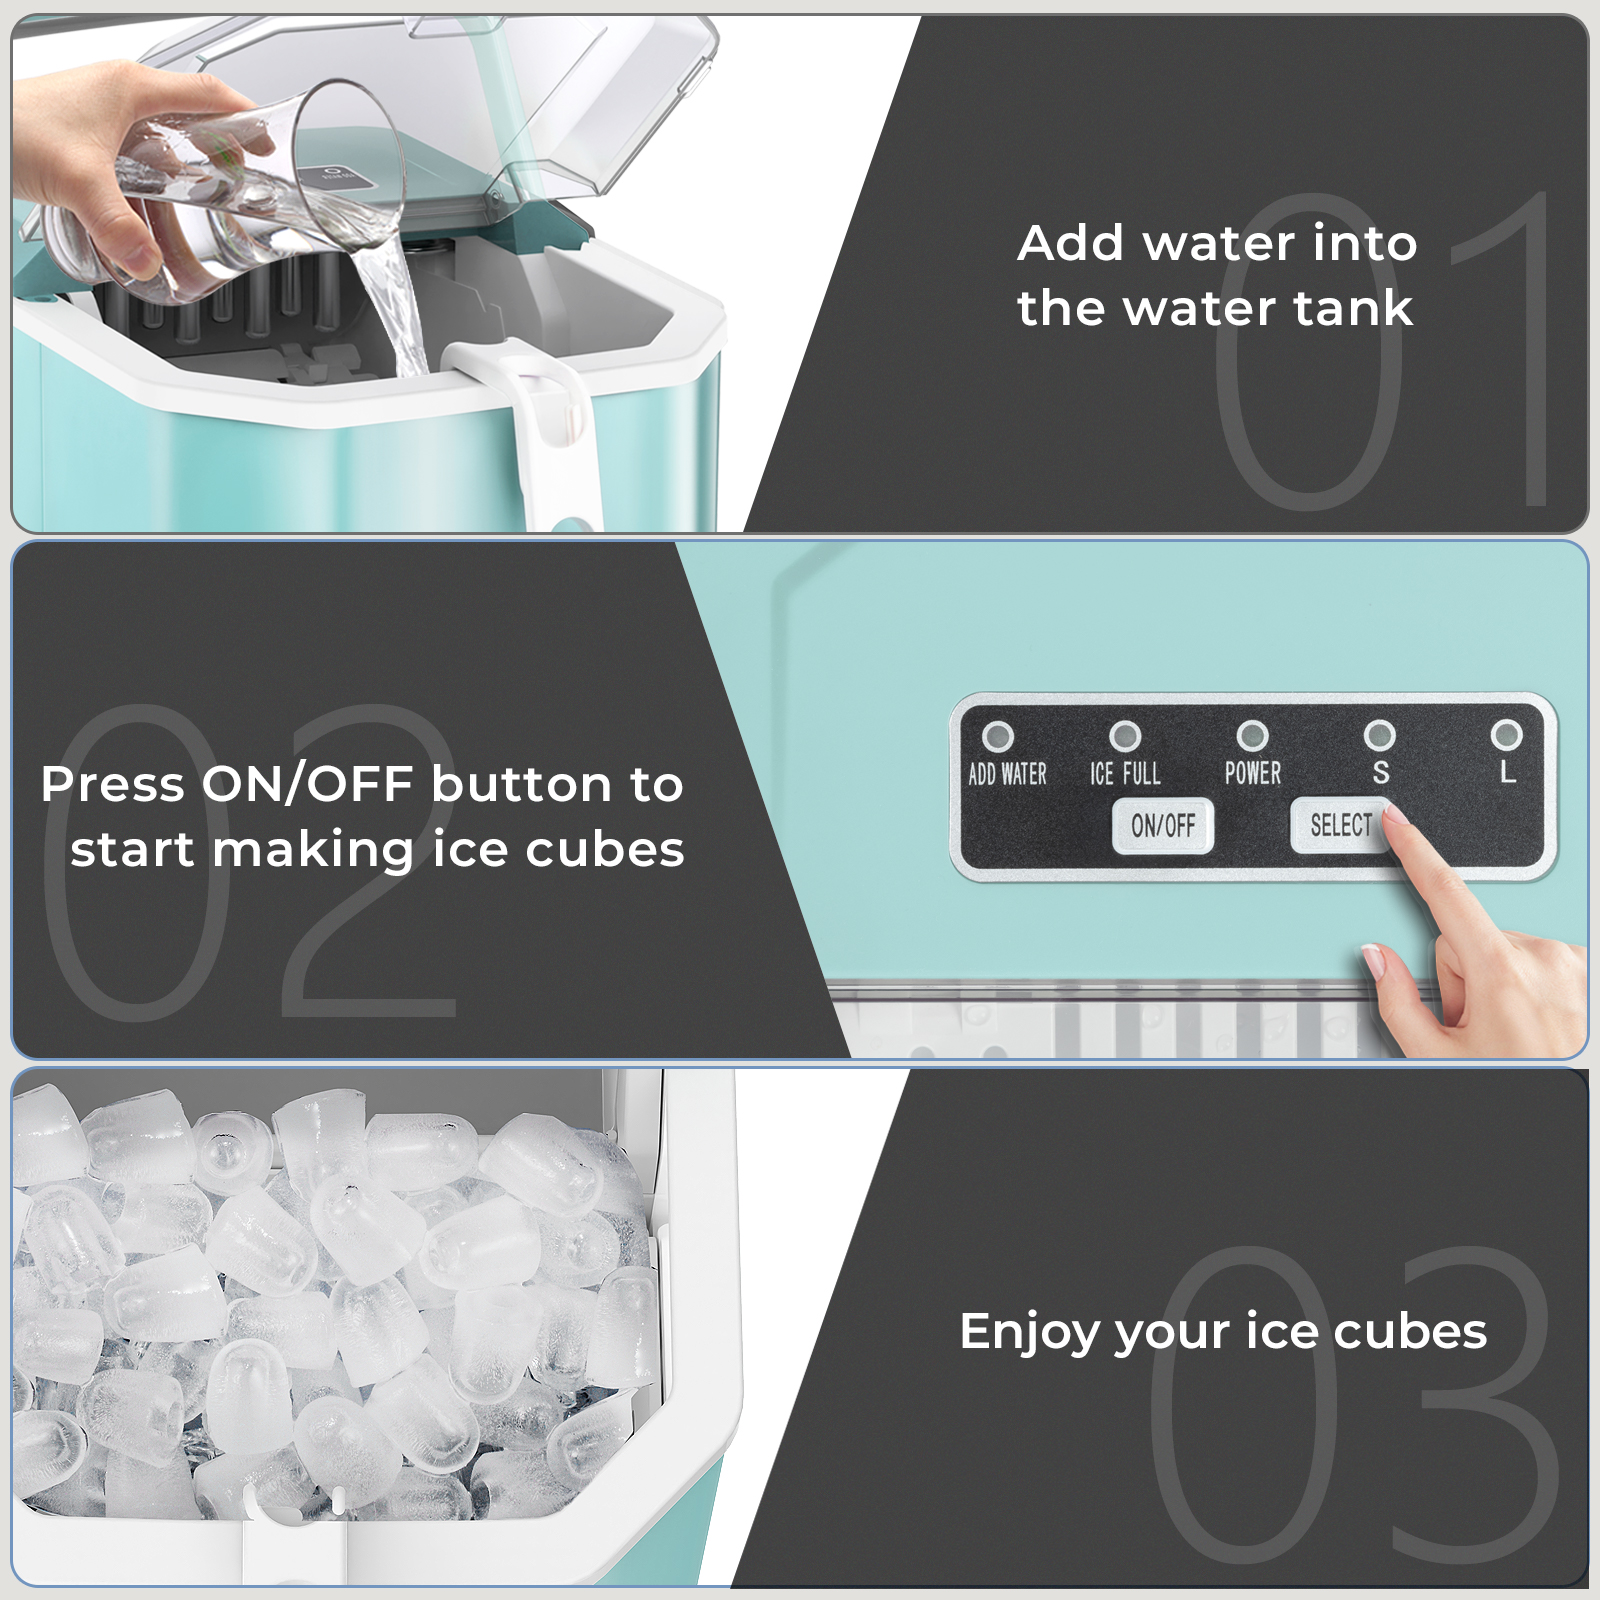 01
Add water into
the water tank
02
Press ON/OFF button to
start making ice cubes
ADD WATER ICE FULL POWER S L
ON/OFF SELECT
03
Enjoy your ice cubes